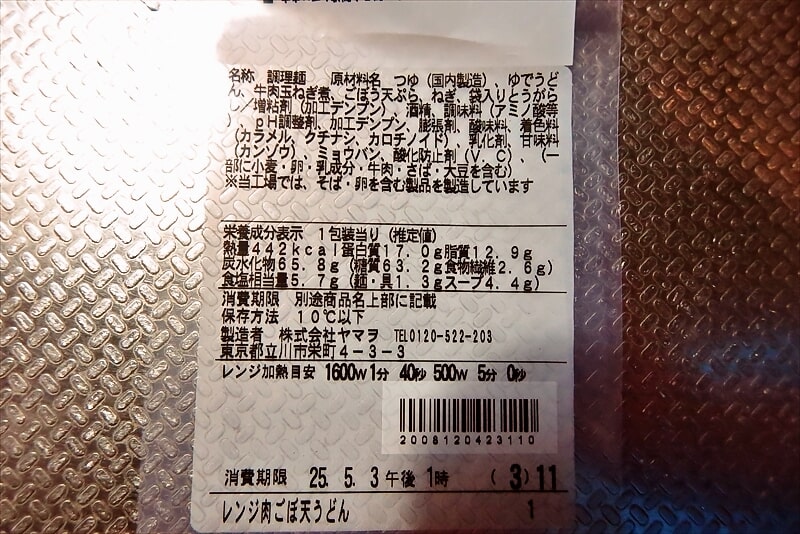 名称 調理麺 原材料名 つゆ（国内製造）、ゆでうど
ん、牛肉玉ねぎ煮、ごぼう天ぷら、ねぎ、袋入りとうがら
し／増粘剤（加工デンプン）、酒精、調味料（アミノ酸等
）、pH調整剤、加工デンプン、膨張剤、酸味料、着色料
（カラメル、クチナシ、カロチノイド）、乳化剤、甘味料
（カンゾウ）、ミョウバン、酸化防止剤（V．C）、（一
部に小麦・卵・乳成分・牛肉・さば・大豆を含む）
※当工場では、そば・卵を含む製品を製造しています
栄養成分表示 1包装当り（推定値）
熱量442kcal蛋白質17.0g脂質12.9g
炭水化物65.8g（糖質63.2g食物繊維2.6g）
食塩相当量5.7g（麺・具1.3gスープ4.4g）
消費期限 別途商品名上部に記載
保存方法 10℃以下
製造者 株式会社ヤマヲ TEL0120-522-203
東京都立川市栄町4－3－3
レンジ加熱目安 1600W 1分 40秒 500W 5分 0秒
2008120423110
消費期限 25. 5. 3 午後 1時 (3) 11
レンジ肉ごぼ天うどん 1